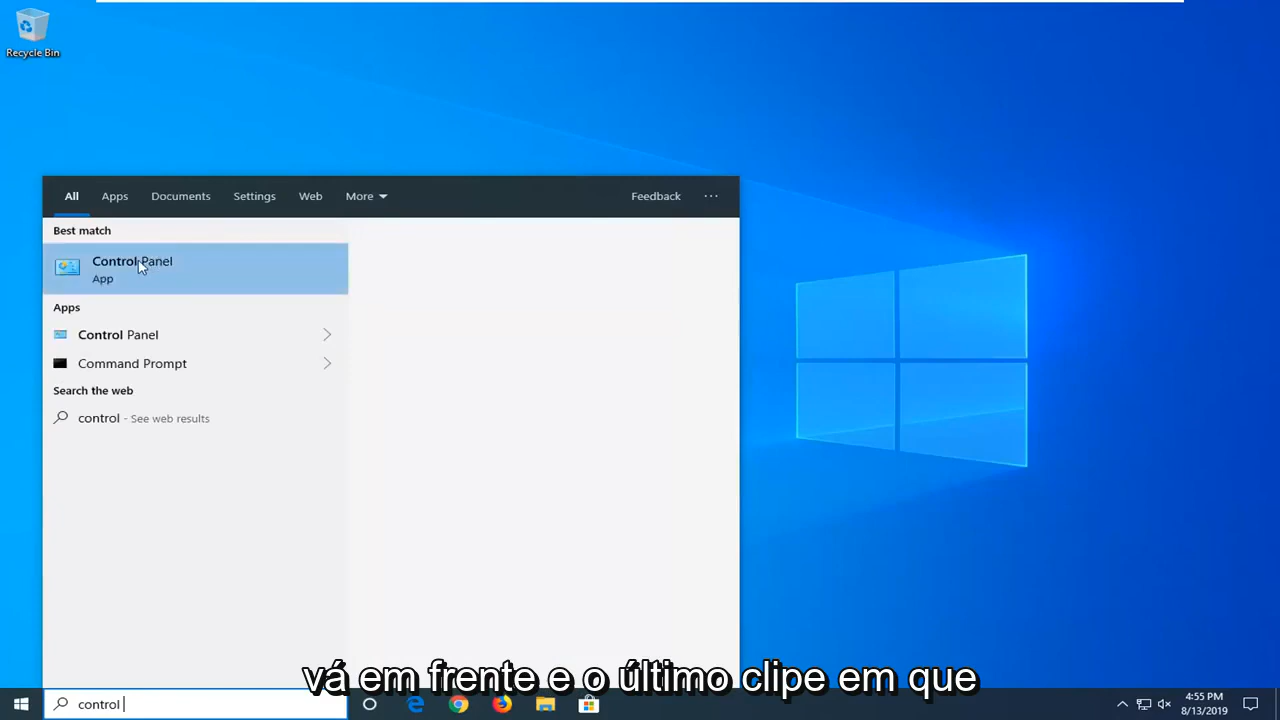 Recycle Bin
All Apps Documents Settings Web More Feedback ...
Best match
Control Panel
App
Apps
Control Panel
Command Prompt
Search the web
control - See web results
vá em frente e o último clipe em que
control
4:55 PM
8/13/2019